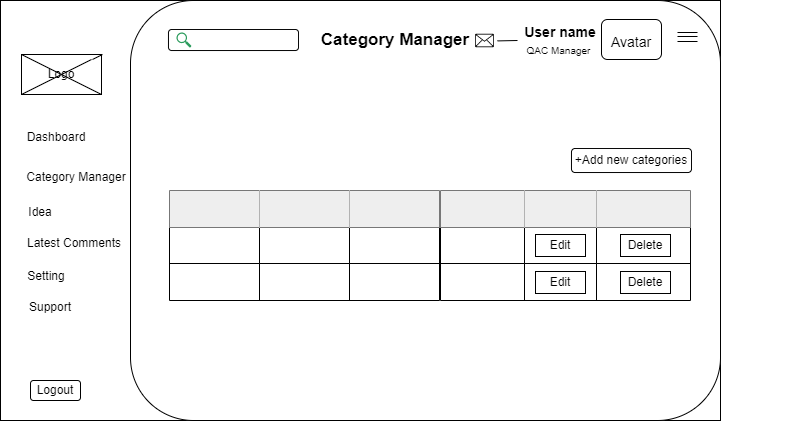 Category Manager
User name
QAC Manager
Avatar
Logo
Dashboard
Category Manager
Idea
Latest Comments
Setting
Support
Logout
+Add new categories
Edit
Delete
Edit
Delete